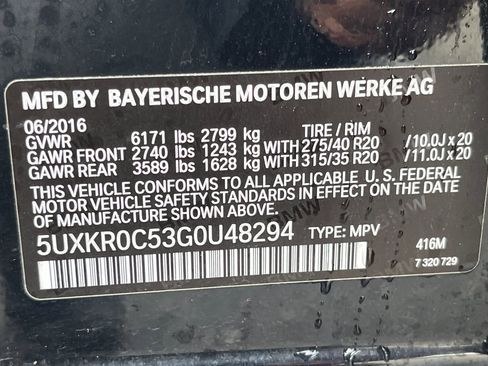 MFD BY BAYERISCHE MOTOREN WERKE AG
06/2016 TIRE / RIM
GVWR 6171 lbs 2799 kg
GAWR FRONT 2740 lbs 1243 kg WITH 275/40 R20 /10.0J x 20
GAWR REAR 3589 lbs 1628 kg WITH 315/35 R20 /11.0J x 20
THIS VEHICLE CONFORMS TO ALL APPLICABLE U. S. FEDERAL
MOTOR VEHICLE SAFETY STANDARDS IN EFFECT ON THE DATE OF
MANUFACTURE SHOWN ABOVE.
5UXKR0C53G0U48294 TYPE: MPV 416M
7 320 729